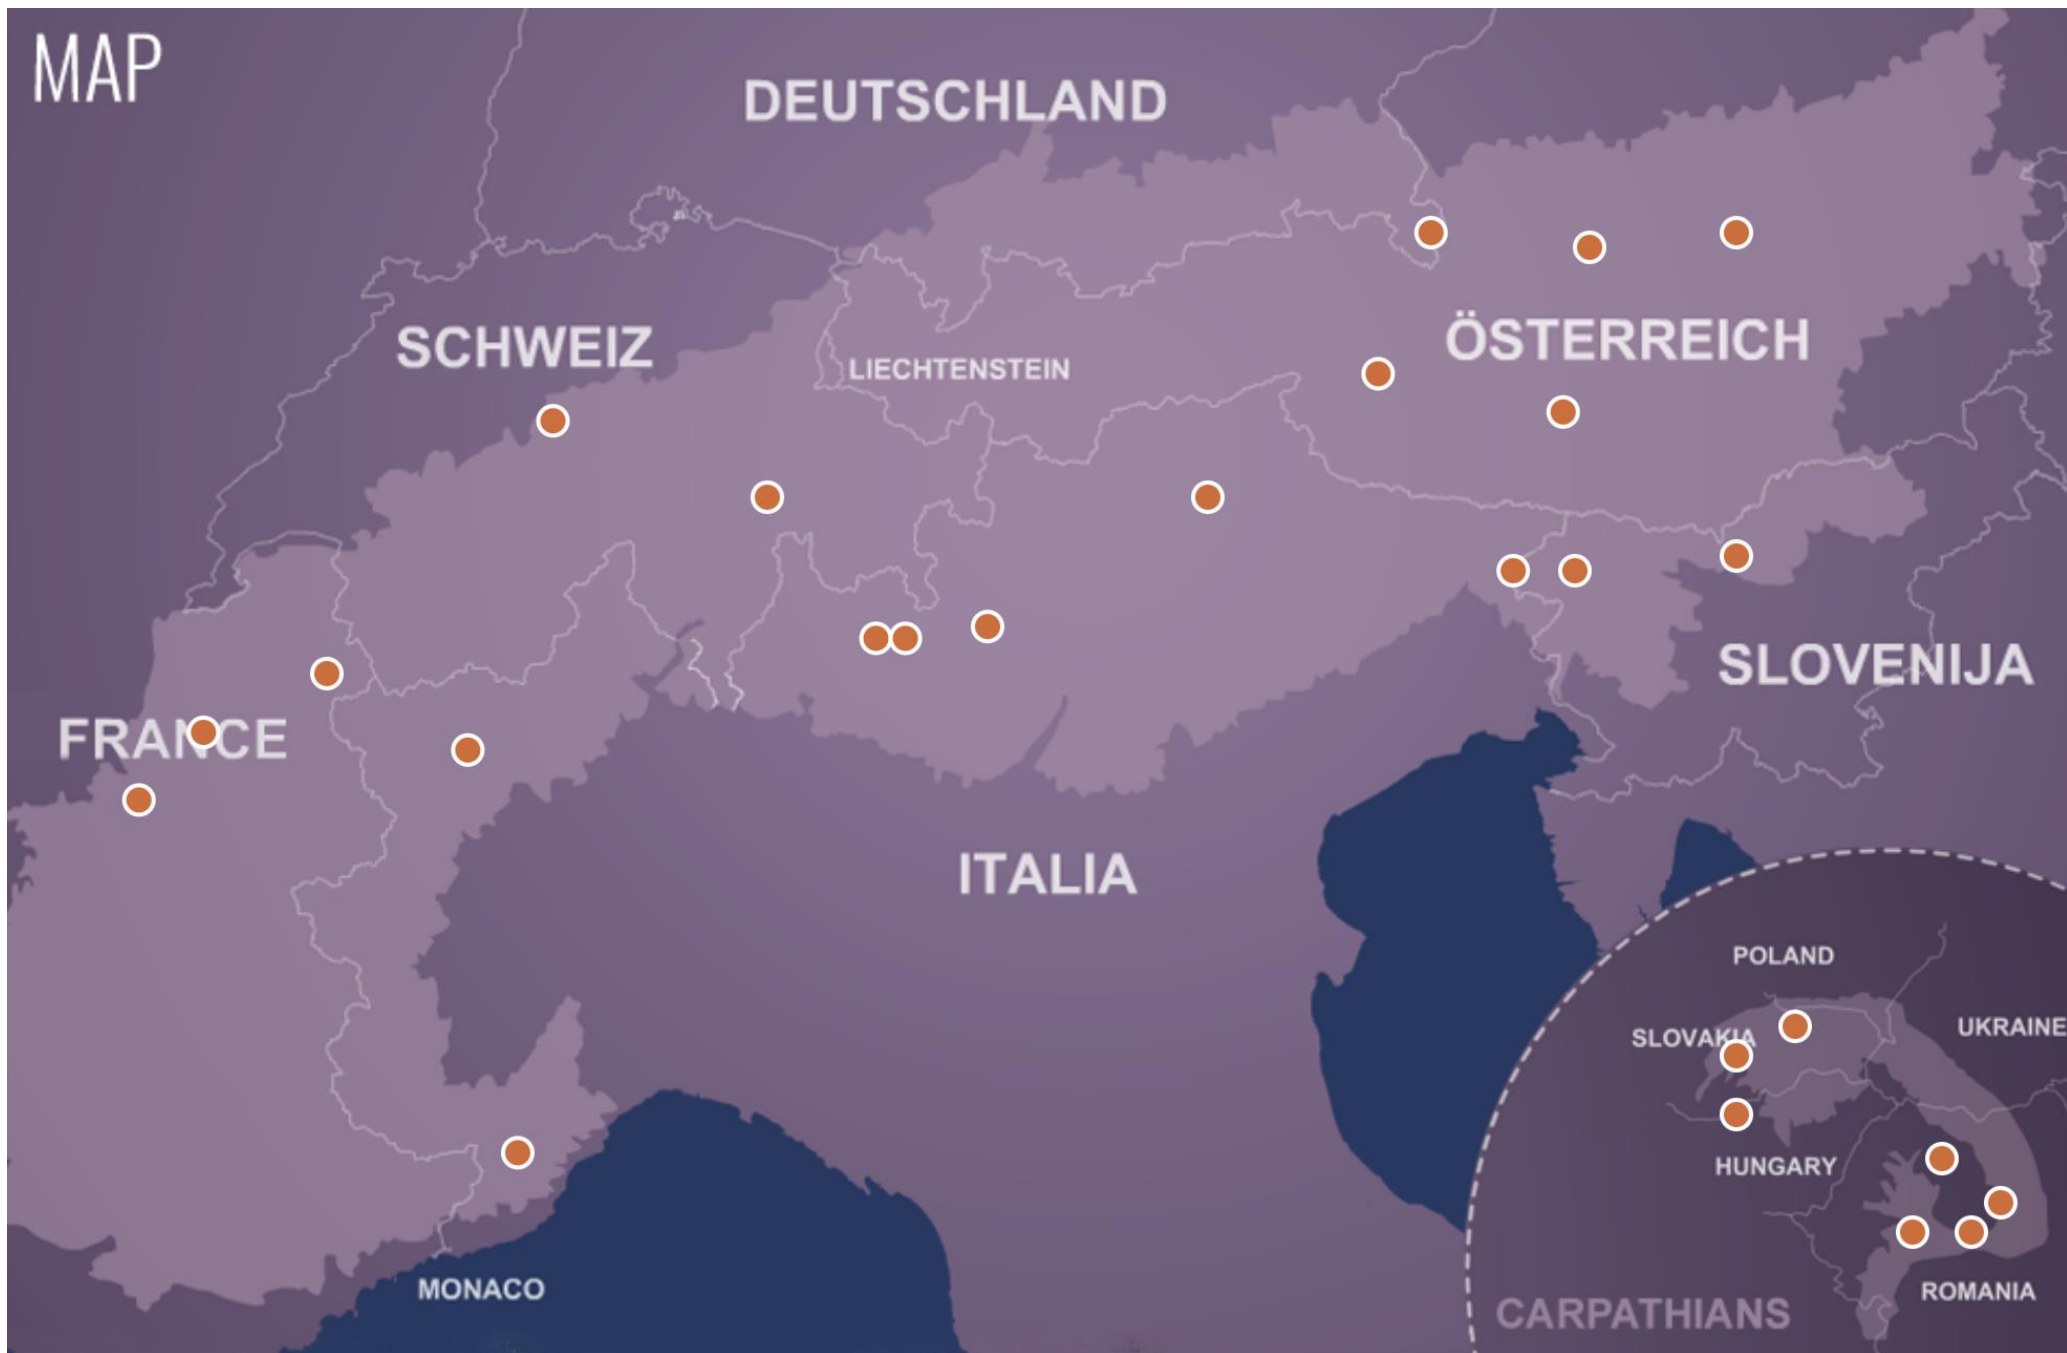 MAP
DEUTSCHLAND
ÖSTERREICH
SCHWEIZ
LIECHTENSTEIN
SLOVENIJA
FRANCE
ITALIA
POLAND
UKRAINE
SLOVAKIA
HUNGARY
MONACO
ROMANIA
CARPATHIANS